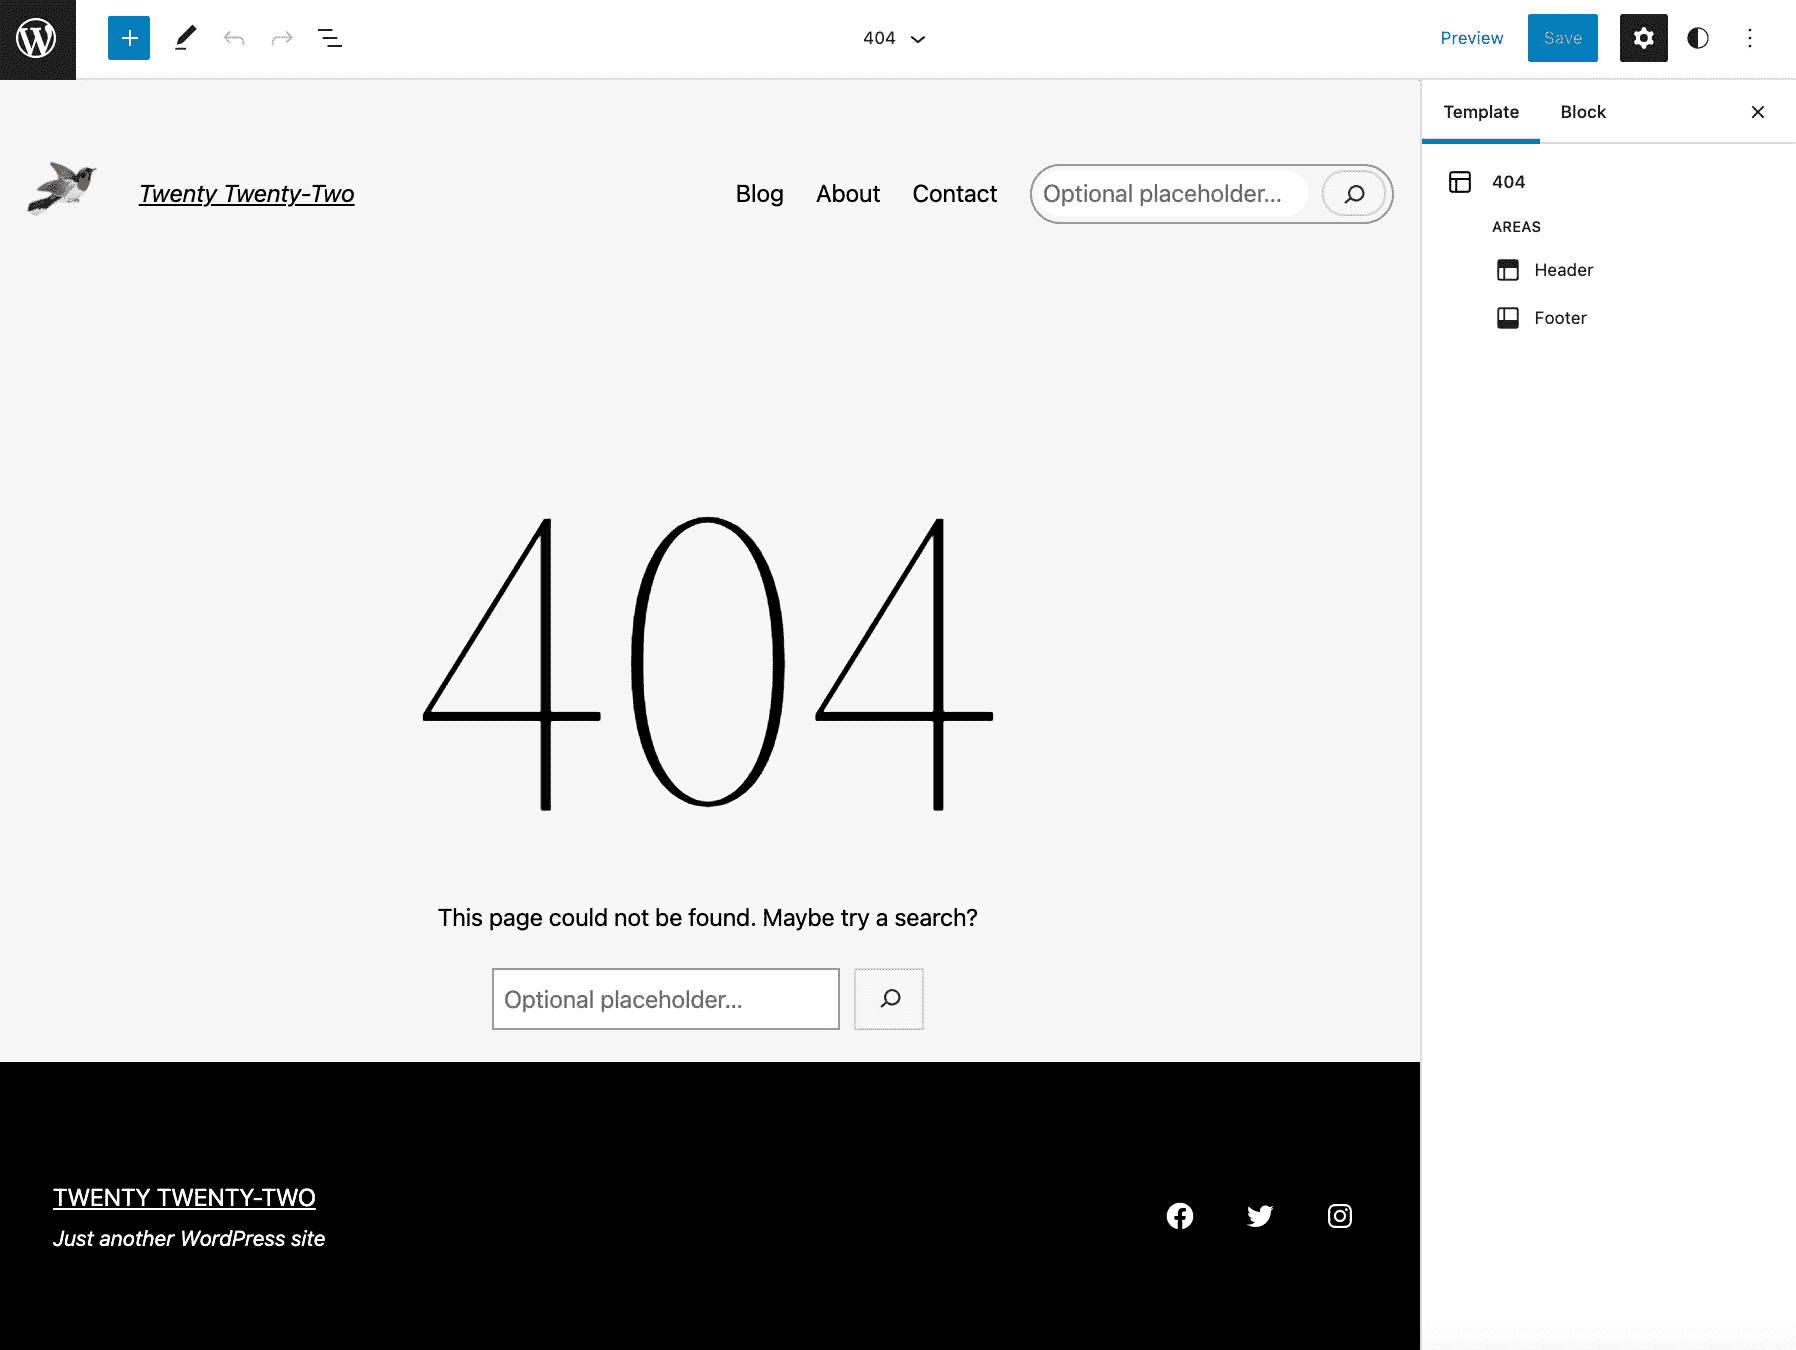 404
Preview
Save
Template
Block
404
AREAS
Header
Footer
Twenty Twenty-Two
Blog
About
Contact
Optional placeholder...
404
This page could not be found. Maybe try a search?
Optional placeholder...
TWENTY TWENTY-TWO
Just another WordPress site